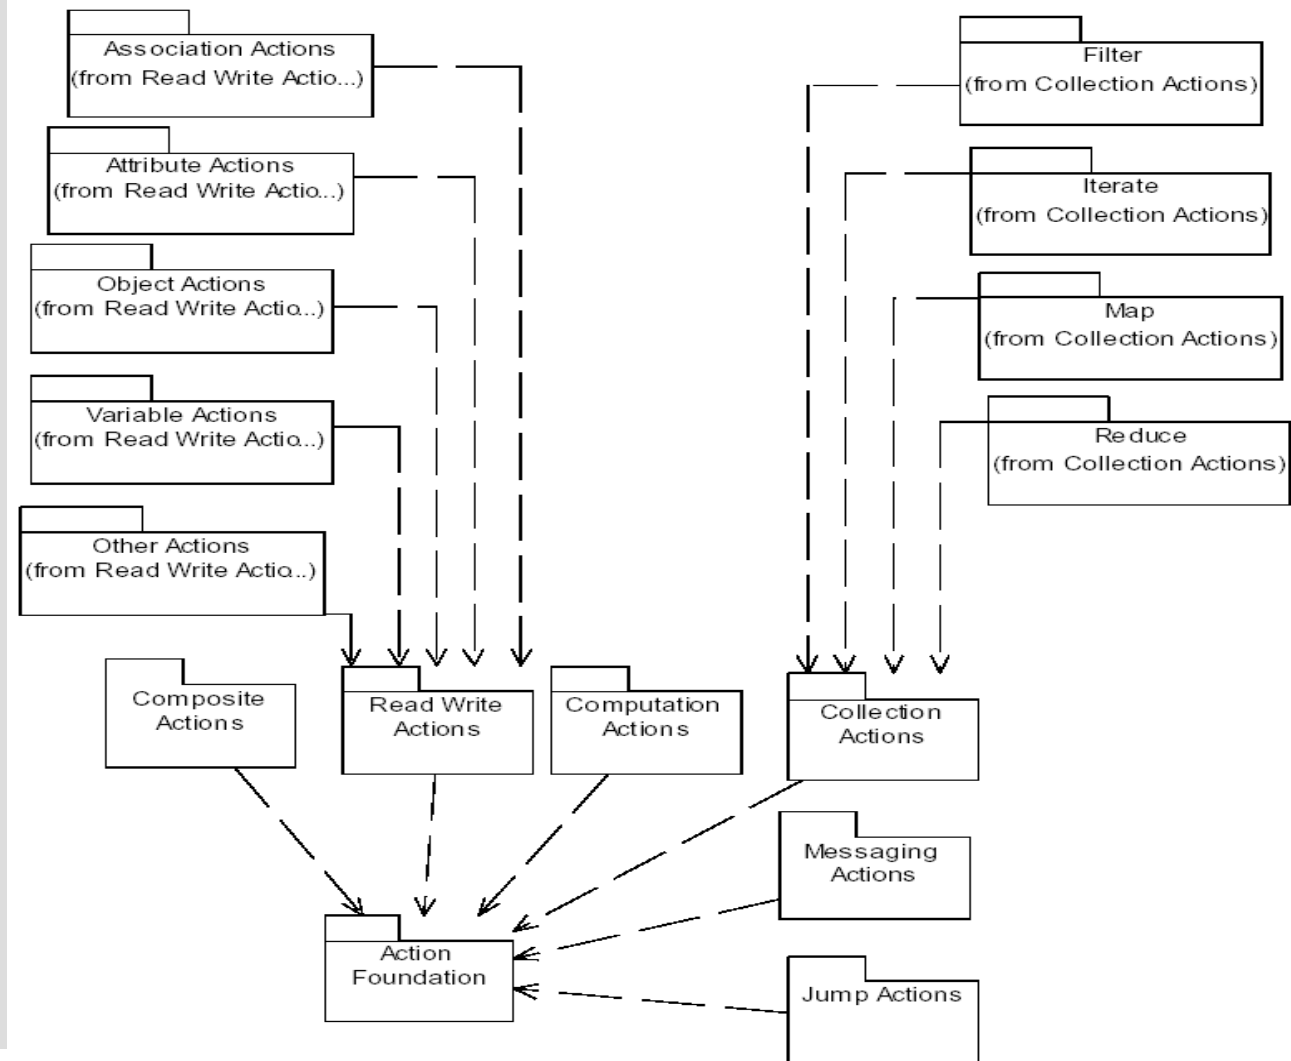 Association Actions
(from Read Write Actio...)
Filter
(from Collection Actions)
Attribute Actions
(from Read Write Actio...)
Iterate
(from Collection Actions)
Object Actions
(from Read Write Actio...)
Map
(from Collection Actions)
Variable Actions
(from Read Write Actio...)
Reduce
(from Collection Actions)
Other Actions
(from Read Write Actio...)
Composite
Actions
Read Write
Actions
Computation
Actions
Collection
Actions
Messaging
Actions
Action
Foundation
Jump Actions